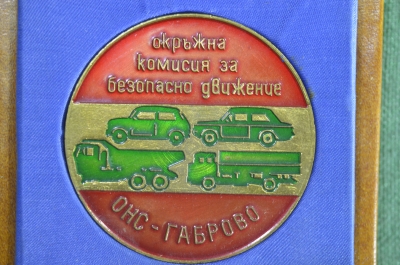 окръжна
комисия за
безопасно движение
ОНС-ГАБРОВО